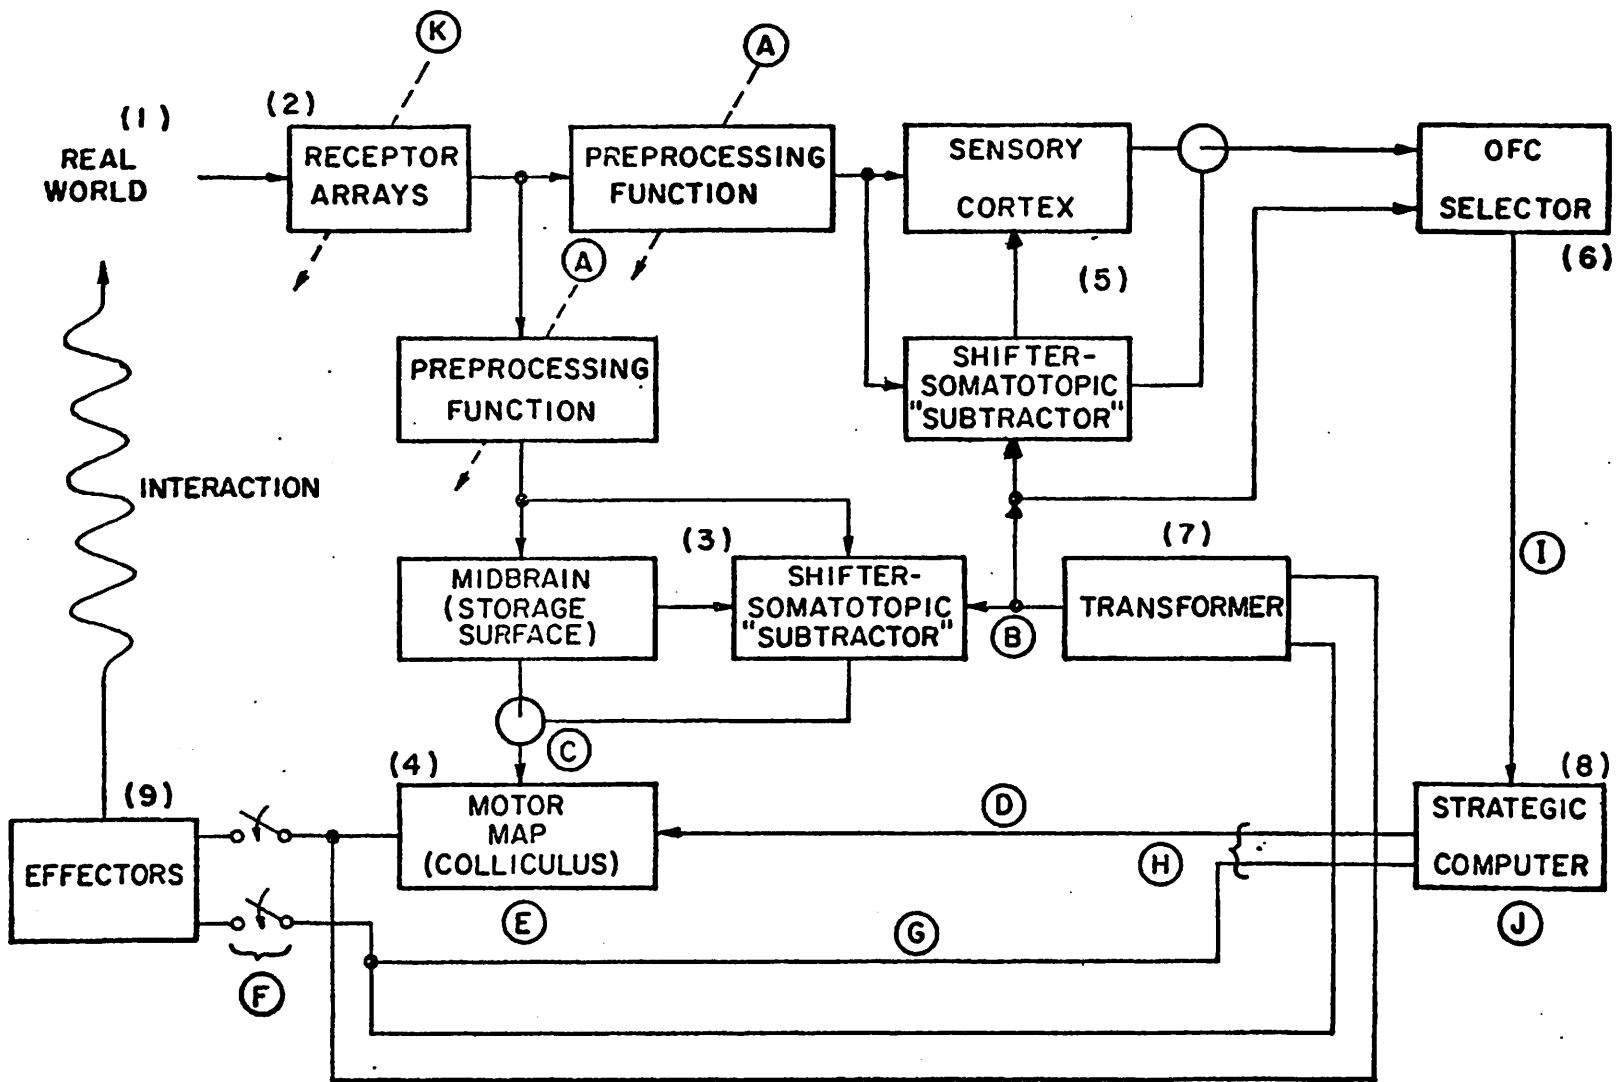 (K)
(A)
(1)
REAL
WORLD
(2)
RECEPTOR
ARRAYS
PREPROCESSING
FUNCTION
SENSORY
CORTEX
OFC
SELECTOR
(6)
(A)
(5)
PREPROCESSING
FUNCTION
SHIFTER-
SOMATOTOPIC
"SUBTRACTOR"
INTERACTION
(3)
(7)
(I)
MIDBRAIN
(STORAGE
SURFACE)
SHIFTER-
SOMATOTOPIC
"SUBTRACTOR"
(B)
TRANSFORMER
(C)
(4)
(8)
(9)
MOTOR
MAP
(COLLICULUS)
(D)
(H)
STRATEGIC
COMPUTER
EFFECTORS
(E)
(G)
(J)
(F)